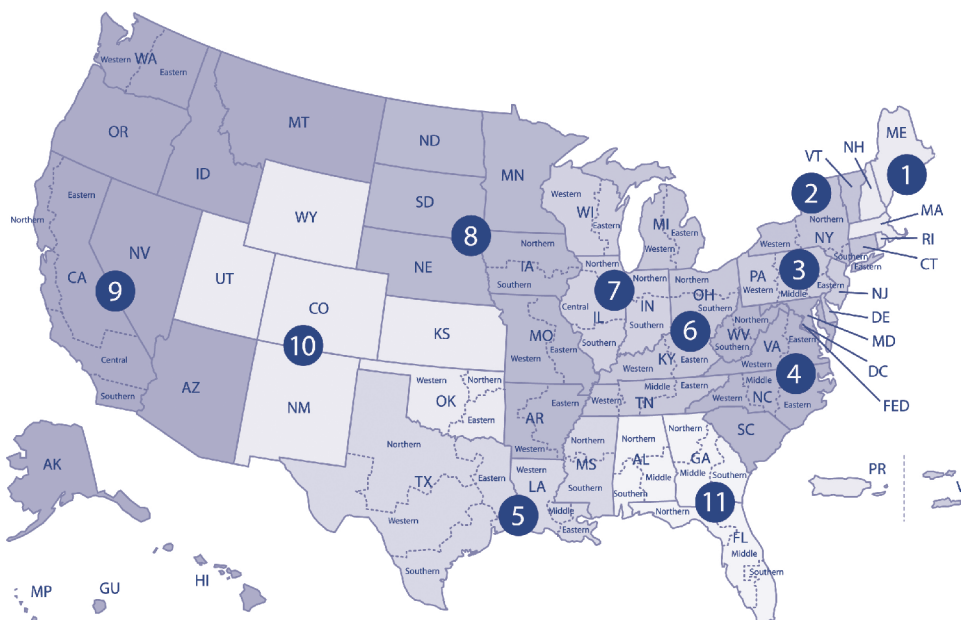 WA
Western
Eastern
OR
ID
MT
ND
MN
SD
WY
NE
8
Northern
IA
Southern
Eastern
Northern
CA
NV
9
Central
Southern
UT
CO
10
KS
AZ
NM
Western
WI
Eastern
MI
Eastern
Western
Northern
7
Central
IL
Southern
Northern
IN
Southern
Northern
OH
Southern
6
KY
Western
Eastern
MO
Western
Eastern
AR
Eastern
Western
Western
Northern
OK
Eastern
Northern
TX
Eastern
Western
Southern
Western
LA
Middle
Eastern
5
Northern
MS
Southern
Northern
AL
Middle
Southern
Northern
GA
Middle
Southern
11
Northern
FL
Middle
Southern
Western
TN
Middle
Eastern
Western
NC
Middle
Eastern
4
SC
Northern
WV
Southern
VA
Eastern
Western
PA
Western
Middle
Eastern
3
Western
Northern
NY
Southern
Eastern
2
VT
NH
ME
1
MA
RI
CT
NJ
DE
MD
DC
FED
PR
AK
HI
GU
MP